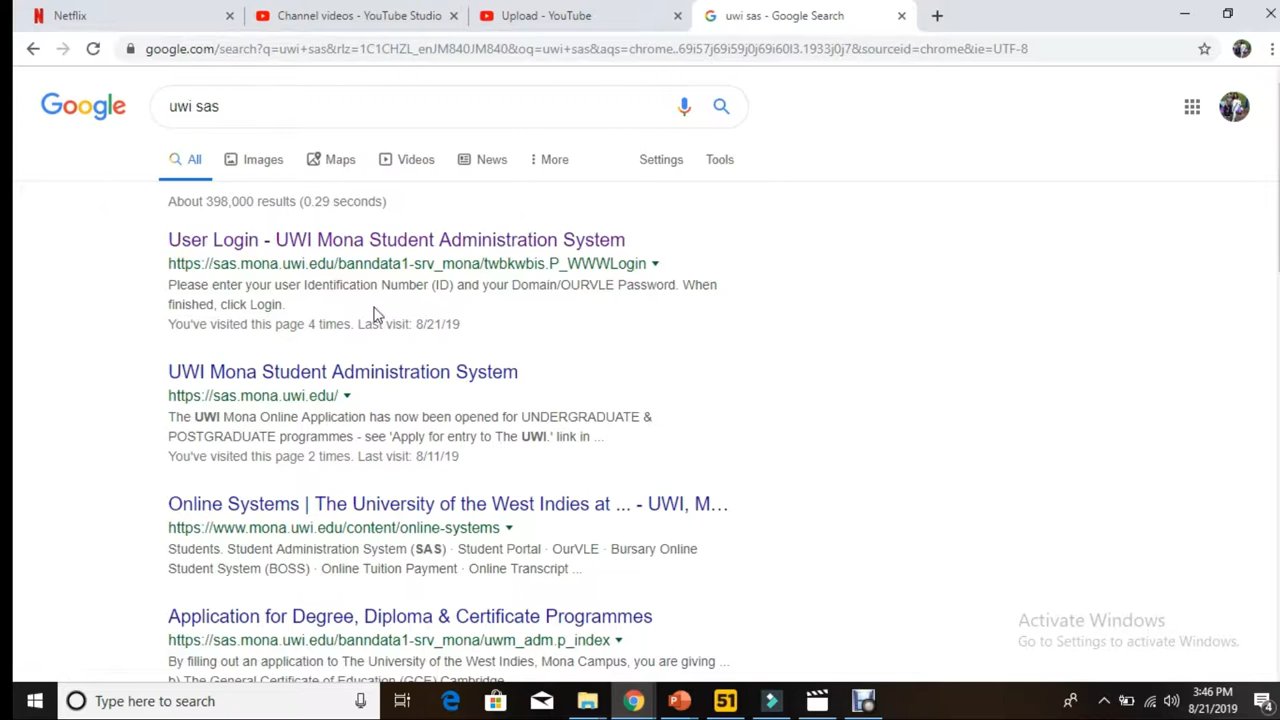 Netflix
Channel videos - YouTube Studio
Upload - YouTube
uwi sas - Google Search
google.com/search?q=uwi+sas&rlz=1C1CHZL_enJM840JM840&oq=uwi+sas&aqs=chrome..69i57j69i59j0j69i60l3.1933j0j7&sourceid=chrome&ie=UTF-8
Google
uwi sas
All Images Maps Videos News More Settings Tools
About 398,000 results (0.29 seconds)
User Login - UWI Mona Student Administration System
https://sas.mona.uwi.edu/banndata1-srv_mona/twbkwbis.P_WWWLogin
Please enter your user Identification Number (ID) and your Domain/OURVLE Password. When
finished, click Login.
You've visited this page 4 times. Last visit: 8/21/19
UWI Mona Student Administration System
https://sas.mona.uwi.edu/
The UWI Mona Online Application has now been opened for UNDERGRADUATE &
POSTGRADUATE programmes - see 'Apply for entry to The UWI.' link in ...
You've visited this page 2 times. Last visit: 8/11/19
Online Systems | The University of the West Indies at ... - UWI, M...
https://www.mona.uwi.edu/content/online-systems
Students. Student Administration System (SAS) · Student Portal · OurVLE · Bursary Online
Student System (BOSS) · Online Tuition Payment · Online Transcript ...
Application for Degree, Diploma & Certificate Programmes
https://sas.mona.uwi.edu/banndata1-srv_mona/uwm_adm.p_index
By filling out an application to The University of the West Indies, Mona Campus, you are giving ...
b) The General Certificate of Education (GCE) Cambridge
Activate Windows
Go to Settings to activate Windows.
Type here to search
51
3:46 PM
8/21/2019
4